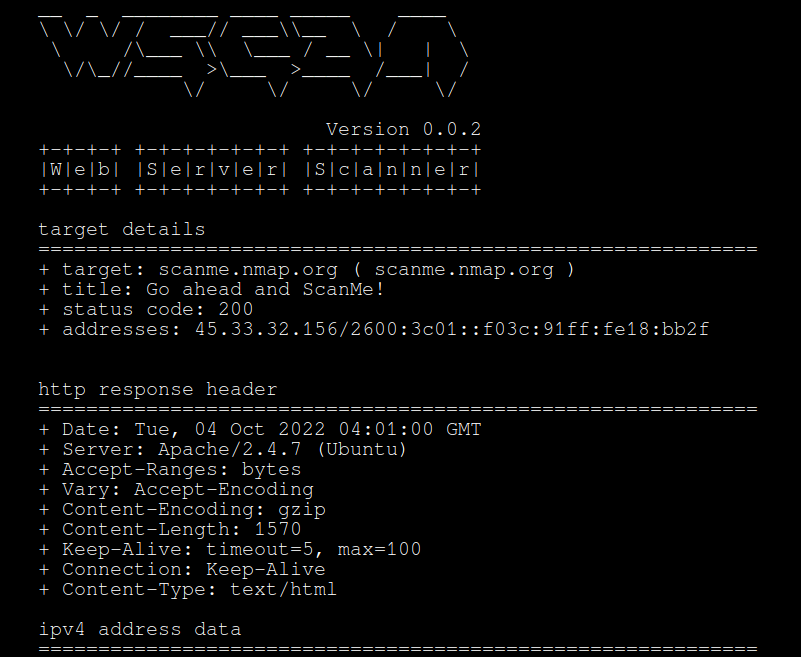 wscan
Version 0.0.2
+-+-+-+ +-+-+-+-+-+-+ +-+-+-+-+-+-+-+
|W|e|b| |S|e|r|v|e|r| |S|c|a|n|n|e|r|
+-+-+-+ +-+-+-+-+-+-+ +-+-+-+-+-+-+-+
target details
============================================================
+ target: scanme.nmap.org ( scanme.nmap.org )
+ title: Go ahead and ScanMe!
+ status code: 200
+ addresses: 45.33.32.156/2600:3c01::f03c:91ff:fe18:bb2f
http response header
============================================================
+ Date: Tue, 04 Oct 2022 04:01:00 GMT
+ Server: Apache/2.4.7 (Ubuntu)
+ Accept-Ranges: bytes
+ Vary: Accept-Encoding
+ Content-Encoding: gzip
+ Content-Length: 1570
+ Keep-Alive: timeout=5, max=100
+ Connection: Keep-Alive
+ Content-Type: text/html
ipv4 address data
============================================================